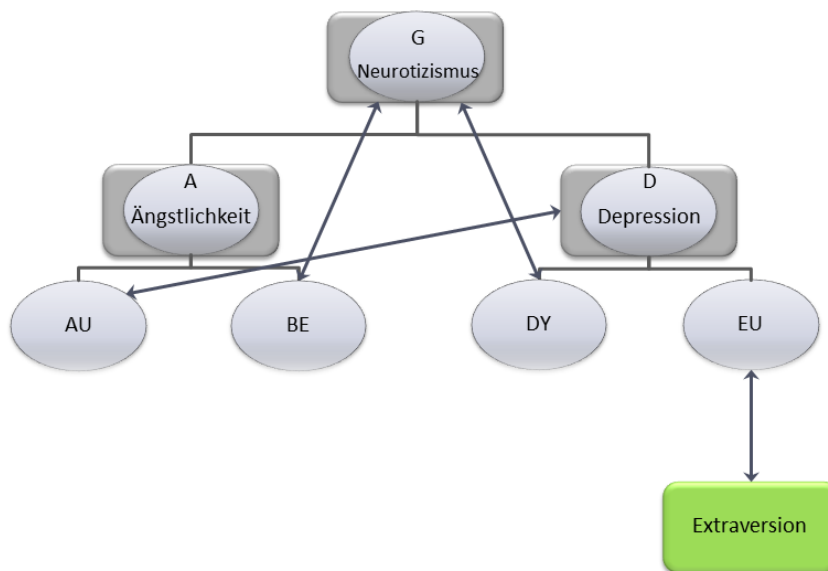 G
Neurotizismus
A
Ängstlichkeit
D
Depression
AU
BE
DY
EU
Extraversion